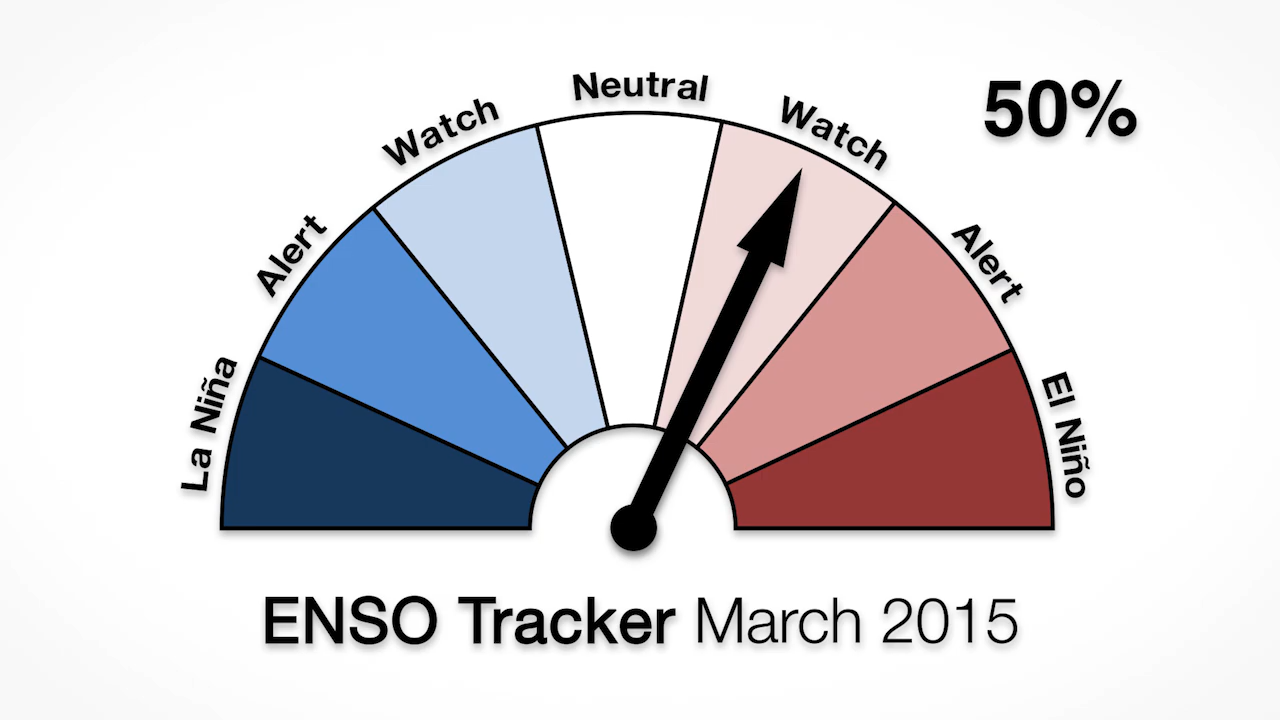 Neutral
Watch
Watch
50%
Alert
Alert
La Niña
El Niño
ENSO Tracker March 2015